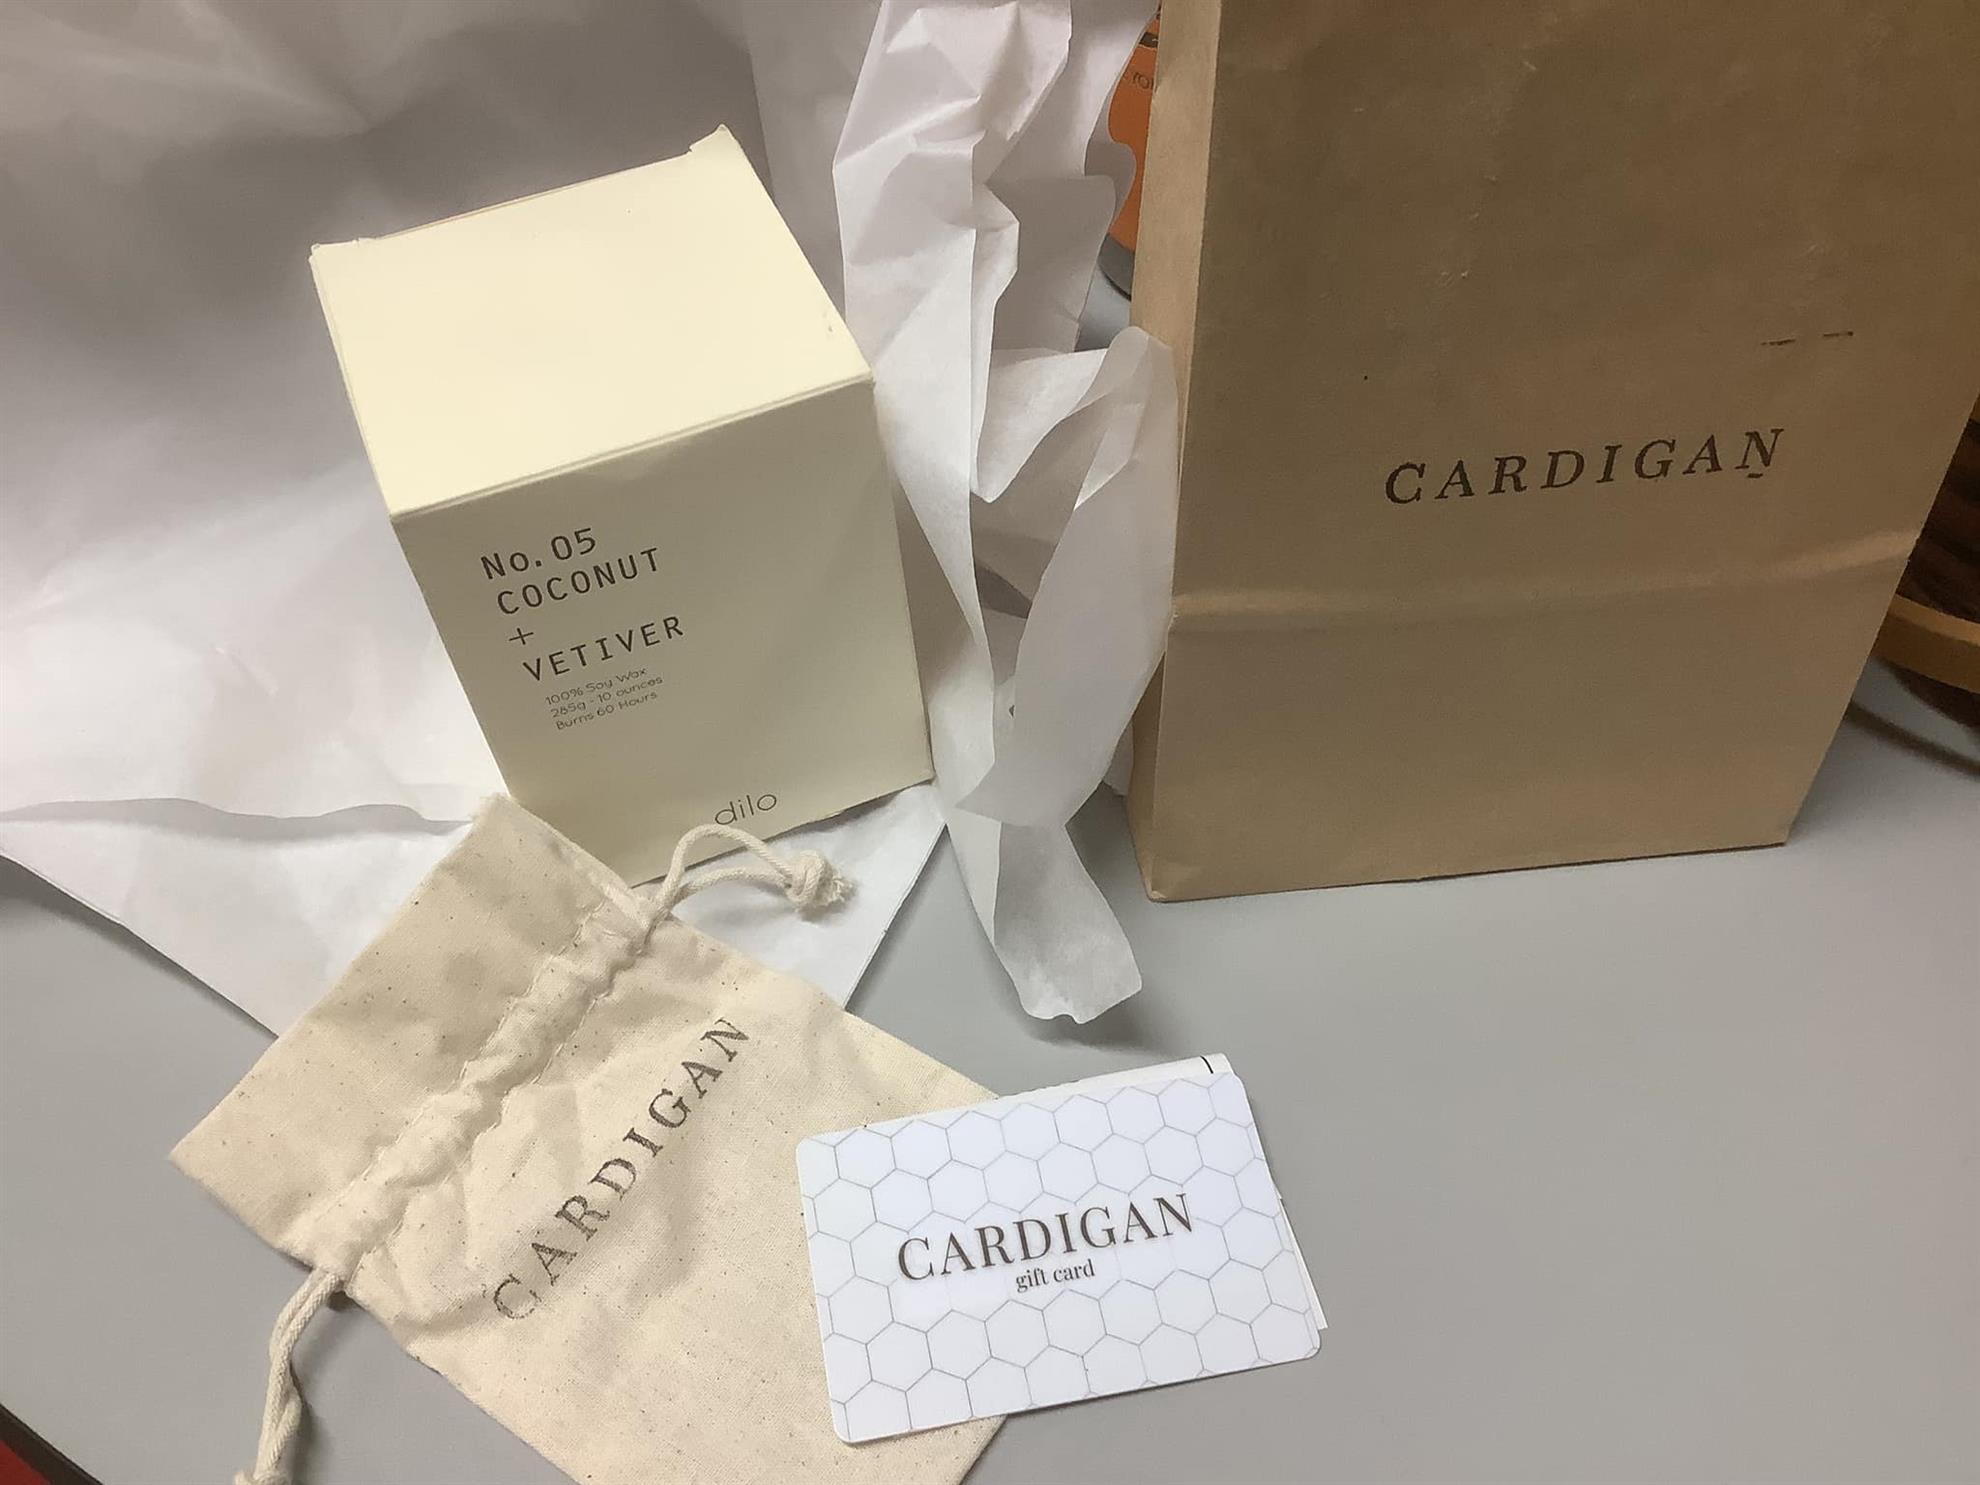 No. 05
COCONUT
+
VETIVER
100% Soy Wax
285g - 10 ounces
Burns 60 Hours
dilo
CARDIGAN
CARDIGAN
CARDIGAN
gift card